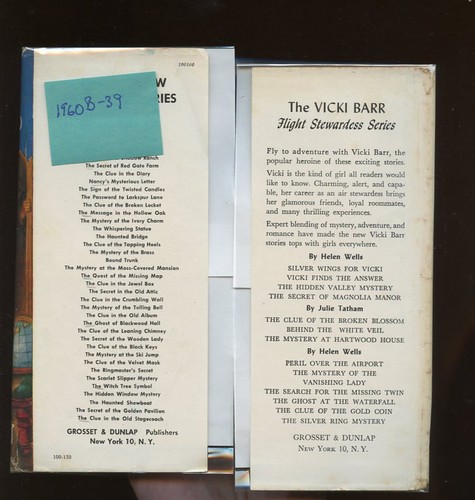 100160
W
RIES
1960B-39
The Secret of Red Gate Farm
The Clue in the Diary
Nancy's Mysterious Letter
The Sign of the Twisted Candles
The Password to Larkspur Lane
The Clue of the Broken Locket
The Message in the Hollow Oak
The Mystery of the Ivory Charm
The Whispering Statue
The Haunted Bridge
The Clue of the Tapping Heels
The Mystery of the Brass
Bound Trunk
The Mystery at the Moss-Covered Mansion
The Quest of the Missing Map
The Clue in the Jewel Box
The Secret in the Old Attic
The Clue in the Crumbling Wall
The Mystery of the Tolling Bell
The Clue in the Old Album
The Ghost of Blackwood Hall
The Clue of the Leaning Chimney
The Secret of the Wooden Lady
The Clue of the Black Keys
The Mystery at the Ski Jump
The Clue of the Velvet Mask
The Ringmaster's Secret
The Scarlet Slipper Mystery
The Witch Tree Symbol
The Hidden Window Mystery
The Haunted Showboat
The Secret of the Golden Pavilion
The Clue in the Old Stagecoach
GROSSET & DUNLAP Publishers
New York 10, N. Y.
100-150
The VICKI BARR
Flight Stewardess Series
Fly to adventure with Vicki Barr, the
popular heroine of these exciting stories.
Vicki is the kind of girl all readers would
like to know. Charming, alert, and capa-
ble, her career as an air stewardess brings
her glamorous friends, loyal roommates,
and many thrilling experiences.
Expert blending of mystery, adventure, and
romance have made the new Vicki Barr
stories tops with girls everywhere.
By Helen Wells
SILVER WINGS FOR VICKI
VICKI FINDS THE ANSWER
THE HIDDEN VALLEY MYSTERY
THE SECRET OF MAGNOLIA MANOR
By Julie Tatham
THE CLUE OF THE BROKEN BLOSSOM
BEHIND THE WHITE VEIL
THE MYSTERY AT HARTWOOD HOUSE
By Helen Wells
PERIL OVER THE AIRPORT
THE MYSTERY OF THE
VANISHING LADY
THE SEARCH FOR THE MISSING TWIN
THE GHOST AT THE WATERFALL
THE CLUE OF THE GOLD COIN
THE SILVER RING MYSTERY
GROSSET & DUNLAP
New York 10, N. Y.